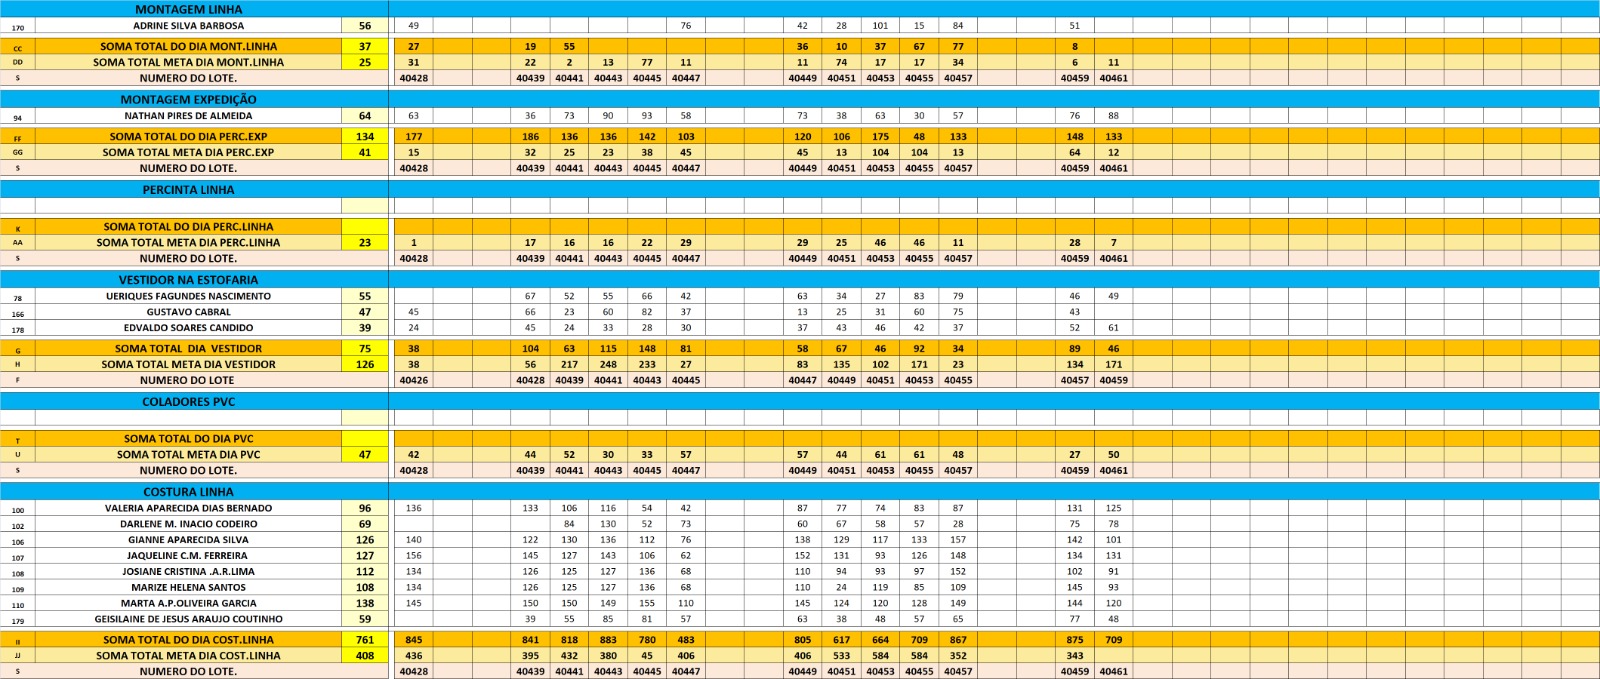 MONTAGEM LINHA
170 ADRINE SILVA BARBOSA 56 49 76 42 28 101 15 84 51
CC SOMA TOTAL DO DIA MONT.LINHA 37 27 19 55 36 10 37 67 77 8
DD SOMA TOTAL META DIA MONT.LINHA 25 31 22 2 13 77 11 11 74 17 17 34 6 11
S NUMERO DO LOTE. 40428 40439 40441 40443 40445 40447 40449 40451 40453 40455 40457 40459 40461
MONTAGEM EXPEDIÇÃO
94 NATHAN PIRES DE ALMEIDA 64 63 36 73 90 93 58 73 38 63 30 57 76 88
FF SOMA TOTAL DO DIA PERC.EXP 134 177 186 136 136 142 103 120 106 175 48 133 148 133
GG SOMA TOTAL META DIA PERC.EXP 41 15 32 25 23 38 45 45 13 104 104 13 64 12
S NUMERO DO LOTE. 40428 40439 40441 40443 40445 40447 40449 40451 40453 40455 40457 40459 40461
PERCINTA LINHA
K SOMA TOTAL DO DIA PERC.LINHA
AA SOMA TOTAL META DIA PERC.LINHA 23 1 17 16 16 22 29 29 25 46 46 11 28 7
S NUMERO DO LOTE. 40428 40439 40441 40443 40445 40447 40449 40451 40453 40455 40457 40459 40461
VESTIDOR NA ESTOFARIA
78 UERIQUES FAGUNDES NASCIMENTO 55 67 52 55 66 42 63 34 27 83 79 46 49
166 GUSTAVO CABRAL 47 45 66 23 60 82 37 13 25 31 60 75 43
178 EDVALDO SOARES CANDIDO 39 24 45 24 33 28 30 37 43 46 42 37 52 61
G SOMA TOTAL DIA VESTIDOR 75 38 104 63 115 148 81 58 67 46 92 34 89 46
H SOMA TOTAL META DIA VESTIDOR 126 38 56 217 248 233 27 83 135 102 171 23 134 171
F NUMERO DO LOTE 40426 40428 40439 40441 40443 40445 40447 40449 40451 40453 40455 40457 40459
COLADORES PVC
T SOMA TOTAL DO DIA PVC
U SOMA TOTAL META DIA PVC 47 42 44 52 30 33 57 57 44 61 61 48 27 50
S NUMERO DO LOTE. 40428 40439 40441 40443 40445 40447 40449 40451 40453 40455 40457 40459 40461
COSTURA LINHA
100 VALERIA APARECIDA DIAS BERNADO 96 136 133 106 116 54 42 87 77 74 83 87 131 125
102 DARLENE M. INACIO CODEIRO 69 84 130 52 73 60 67 58 57 28 75 78
106 GIANNE APARECIDA SILVA 126 140 122 130 136 112 76 138 129 117 133 157 142 101
107 JAQUELINE C.M. FERREIRA 127 156 145 127 143 106 62 152 131 93 126 148 134 131
108 JOSIANE CRISTINA .A.R.LIMA 112 134 126 125 127 136 68 110 94 93 97 152 102 91
109 MARIZE HELENA SANTOS 108 134 126 125 127 136 68 110 24 119 85 109 145 93
110 MARTA A.P.OLIVEIRA GARCIA 138 145 150 150 149 155 110 145 124 120 128 149 144 120
179 GEISILAINE DE JESUS ARAUJO COUTINHO 59 39 55 85 81 57 63 38 48 57 65 77 48
II SOMA TOTAL DO DIA COST.LINHA 761 845 841 818 883 780 483 805 617 664 709 867 875 709
JJ SOMA TOTAL META DIA COST.LINHA 408 436 395 432 380 45 406 406 533 584 584 352 343
S NUMERO DO LOTE. 40428 40439 40441 40443 40445 40447 40449 40451 40453 40455 40457 40459 40461